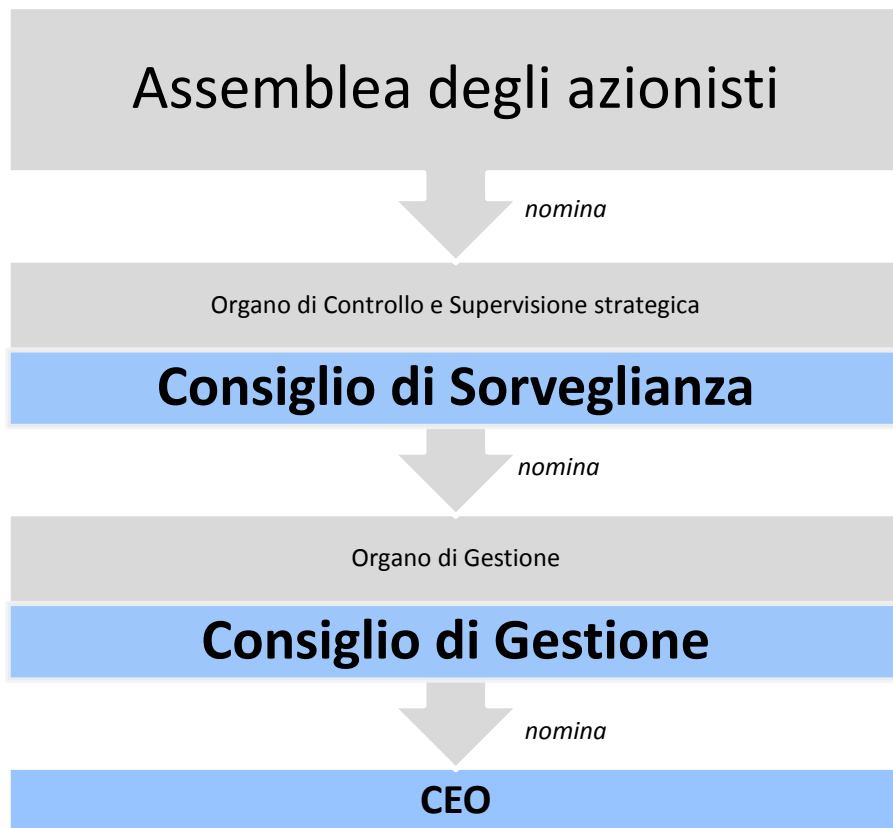 Assemblea degli azionisti
nomina
Organo di Controllo e Supervisione strategica
Consiglio di Sorveglianza
nomina
Organo di Gestione
Consiglio di Gestione
nomina
CEO